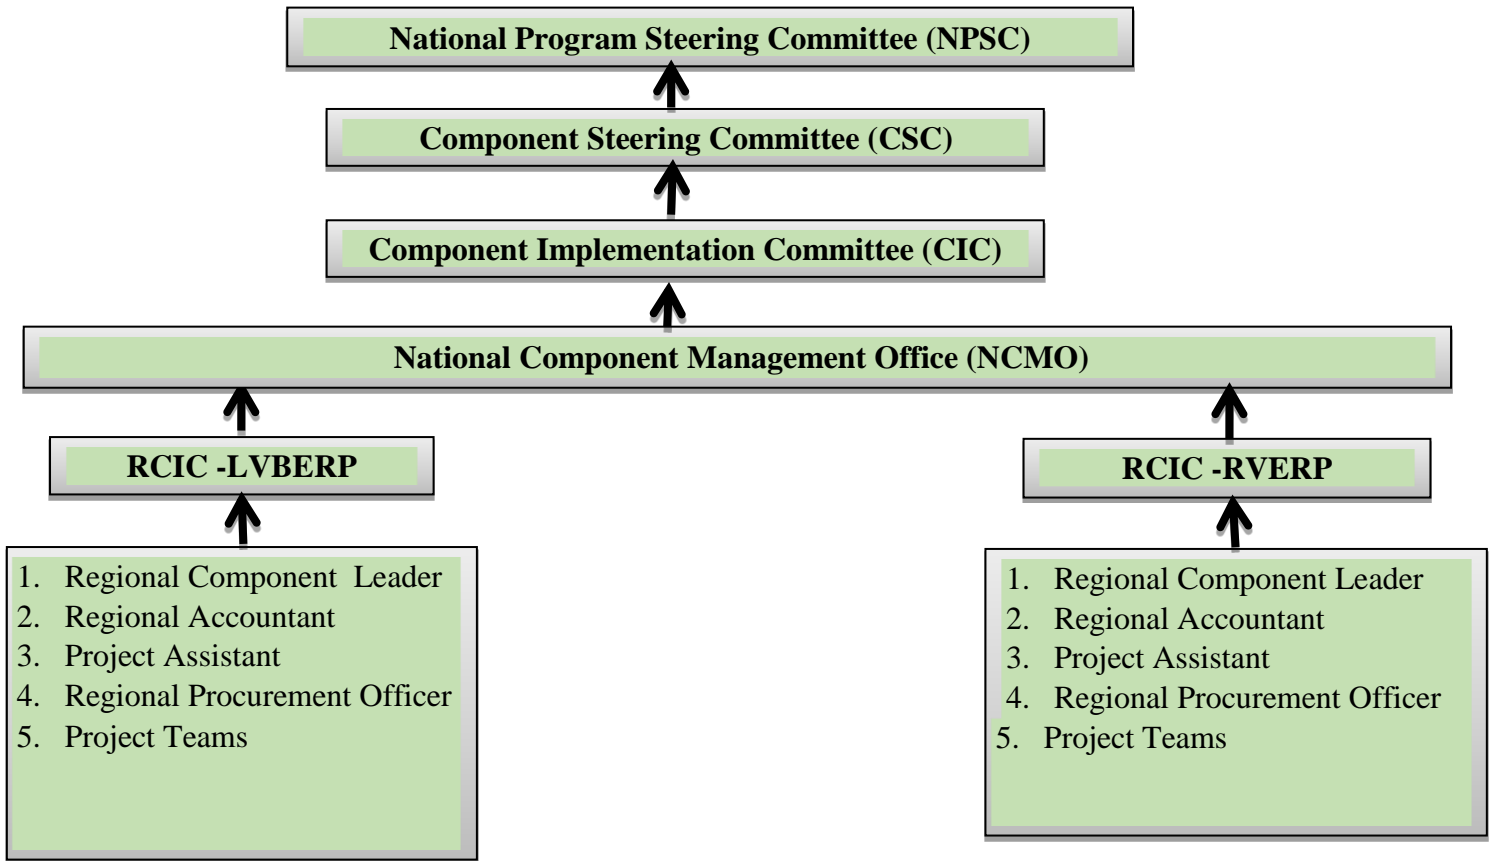 National Program Steering Committee (NPSC)
Component Steering Committee (CSC)
Component Implementation Committee (CIC)
National Component Management Office (NCMO)
RCIC -LVBERP
RCIC -RVERP
1. Regional Component Leader
2. Regional Accountant
3. Project Assistant
4. Regional Procurement Officer
5. Project Teams
1. Regional Component Leader
2. Regional Accountant
3. Project Assistant
4. Regional Procurement Officer
5. Project Teams